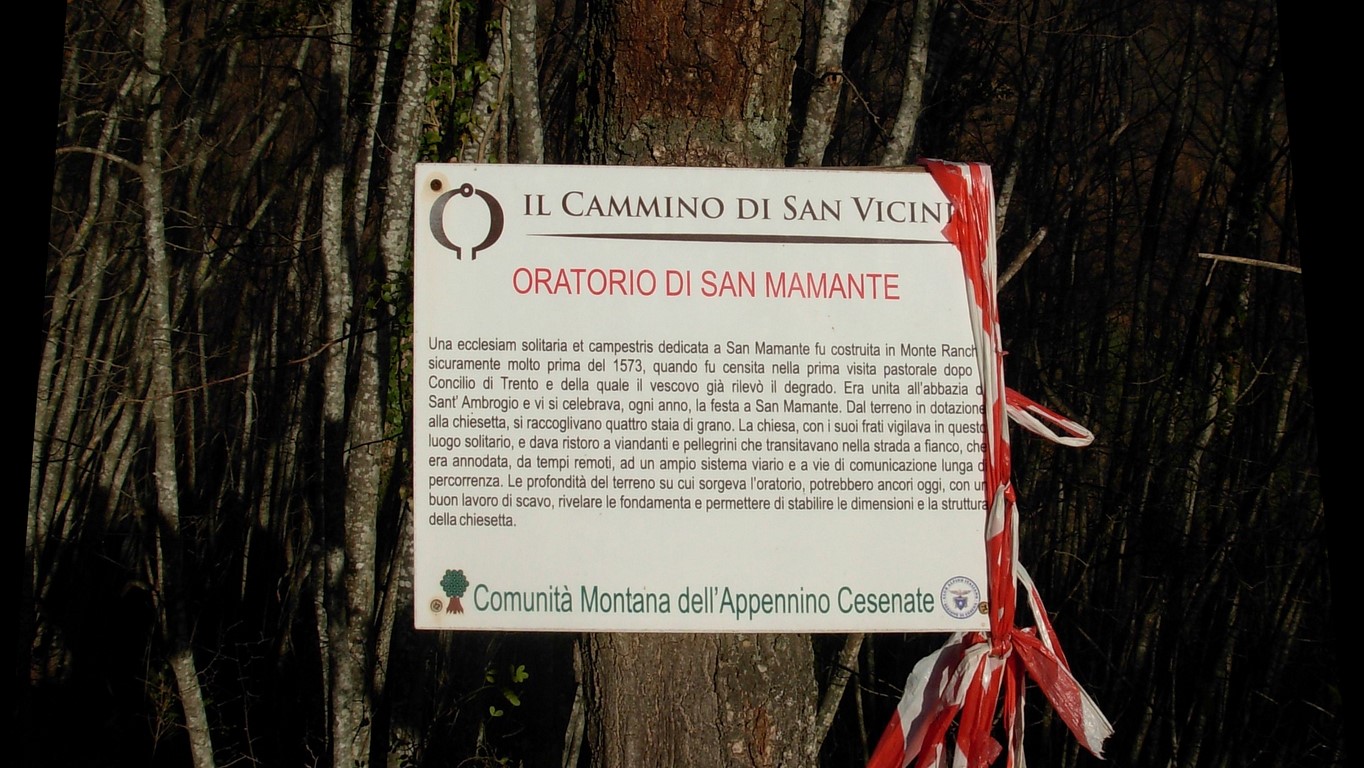 IL CAMMINO DI SAN VICIN
ORATORIO DI SAN MAMANTE
Una ecclesiam solitaria et campestris dedicata a San Mamante fu costruita in Monte Ranch
sicuramente molto prima del 1573, quando fu censita nella prima visita pastorale dopo
Concilio di Trento e della quale il vescovo già rilevò il degrado. Era unita all'abbazia d
Sant' Ambrogio e vi si celebrava, ogni anno, la festa a San Mamante. Dal terreno in dotazione
alla chiesetta, si raccoglivano quattro staia di grano. La chiesa, con i suoi frati vigilava in questo
luogo solitario, e dava ristoro a viandanti e pellegrini che transitavano nella strada a fianco, che
era annodata, da tempi remoti, ad un ampio sistema viario e a vie di comunicazione lunga d
percorrenza. Le profondità del terreno su cui sorgeva l'oratorio, potrebbero ancori oggi, con un
buon lavoro di scavo, rivelare le fondamenta e permettere di stabilire le dimensioni e la struttura
della chiesetta.
Comunità Montana dell'Appennino Cesenate